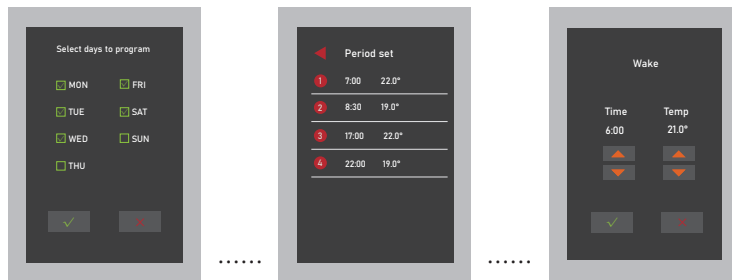 Select days to program
MON FRI
TUE SAT
WED SUN
THU
......
Period set
1 7:00 22.0°
2 8:30 19.0°
3 17:00 22.0°
4 22:00 19.0°
......
Wake
Time Temp
6:00 21.0°